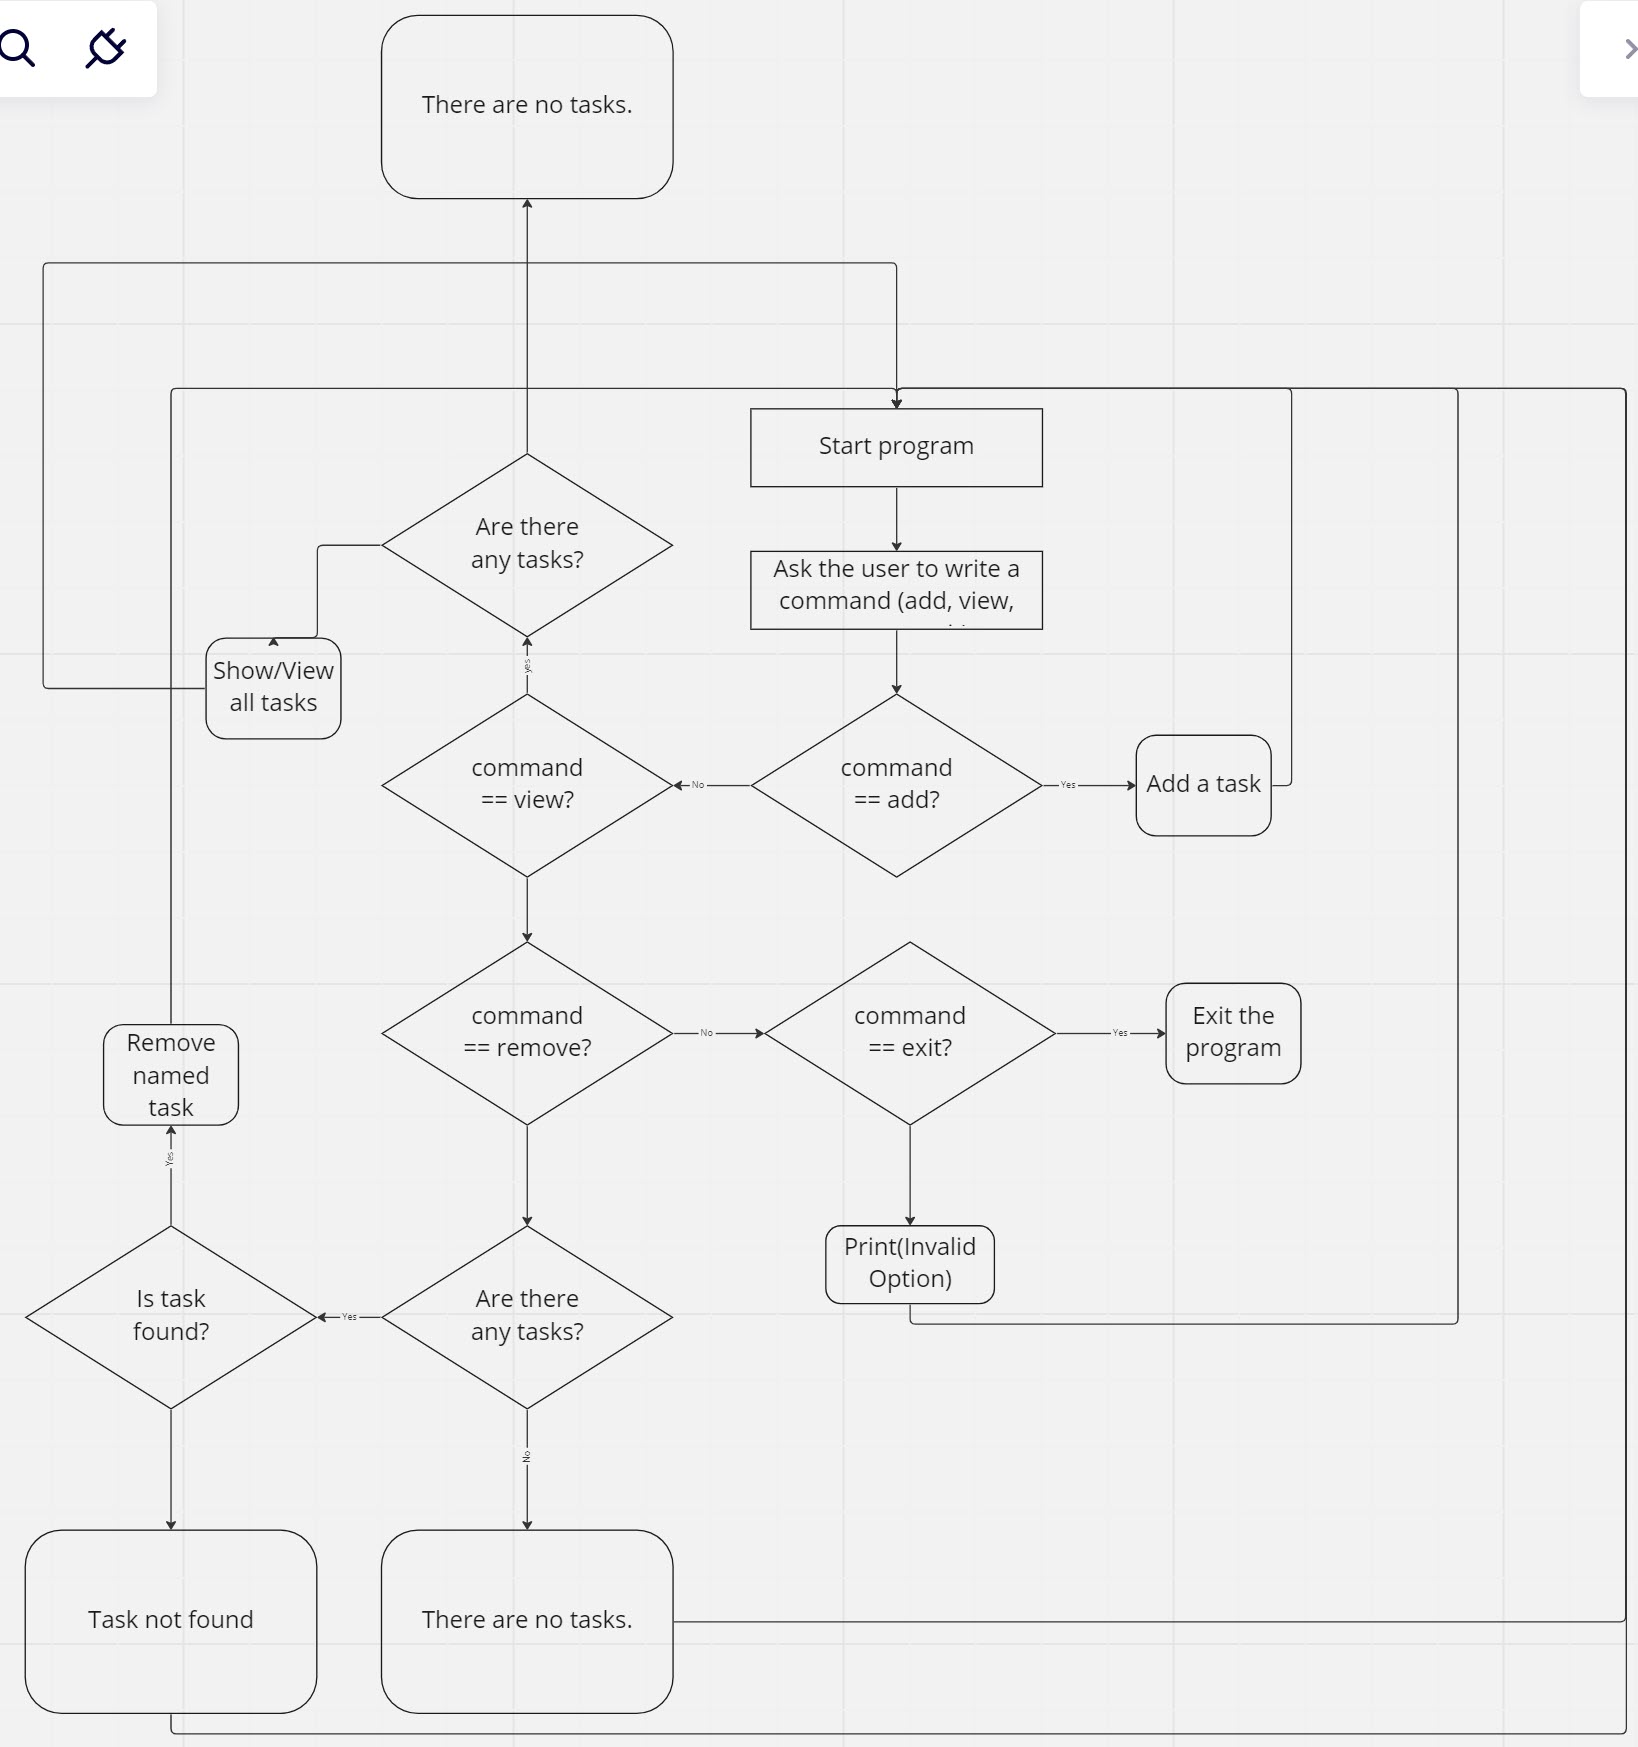 There are no tasks.
Start program
Are there
any tasks?
Ask the user to write a
command (add, view,
yes
Show/View
all tasks
command
== view?
No
command
== add?
Yes
Add a task
command
== remove?
No
command
== exit?
Yes
Exit the
program
Remove
named
task
Yes
Print(Invalid
Option)
Is task
found?
Yes
Are there
any tasks?
No
Task not found
There are no tasks.